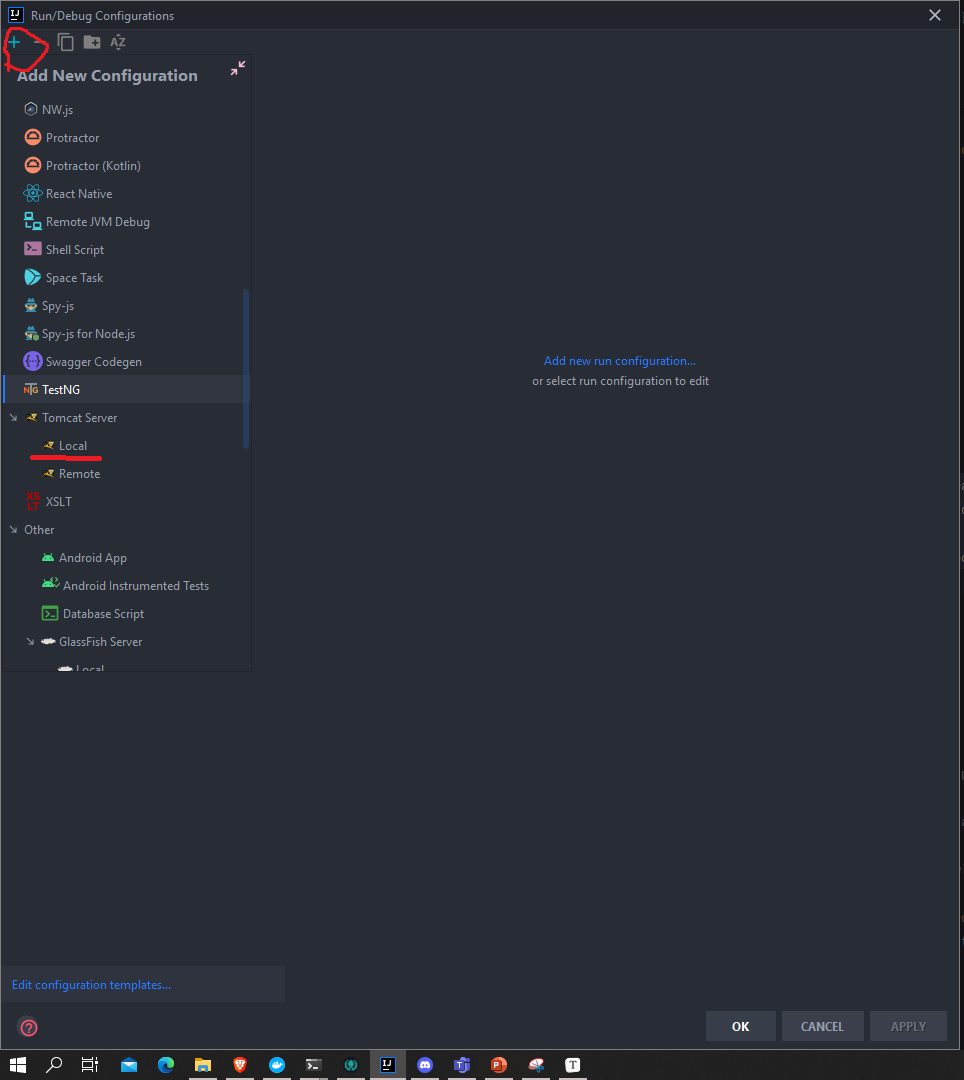 Run/Debug Configurations
Add New Configuration
NW.js
Protractor
Protractor (Kotlin)
React Native
Remote JVM Debug
Shell Script
Space Task
Spy-js
Spy-js for Node.js
Swagger Codegen
TestNG
Tomcat Server
Local
Remote
XSLT
Other
Android App
Android Instrumented Tests
Database Script
GlassFish Server
Local
Add new run configuration...
or select run configuration to edit
Edit configuration templates...
OK
CANCEL
APPLY